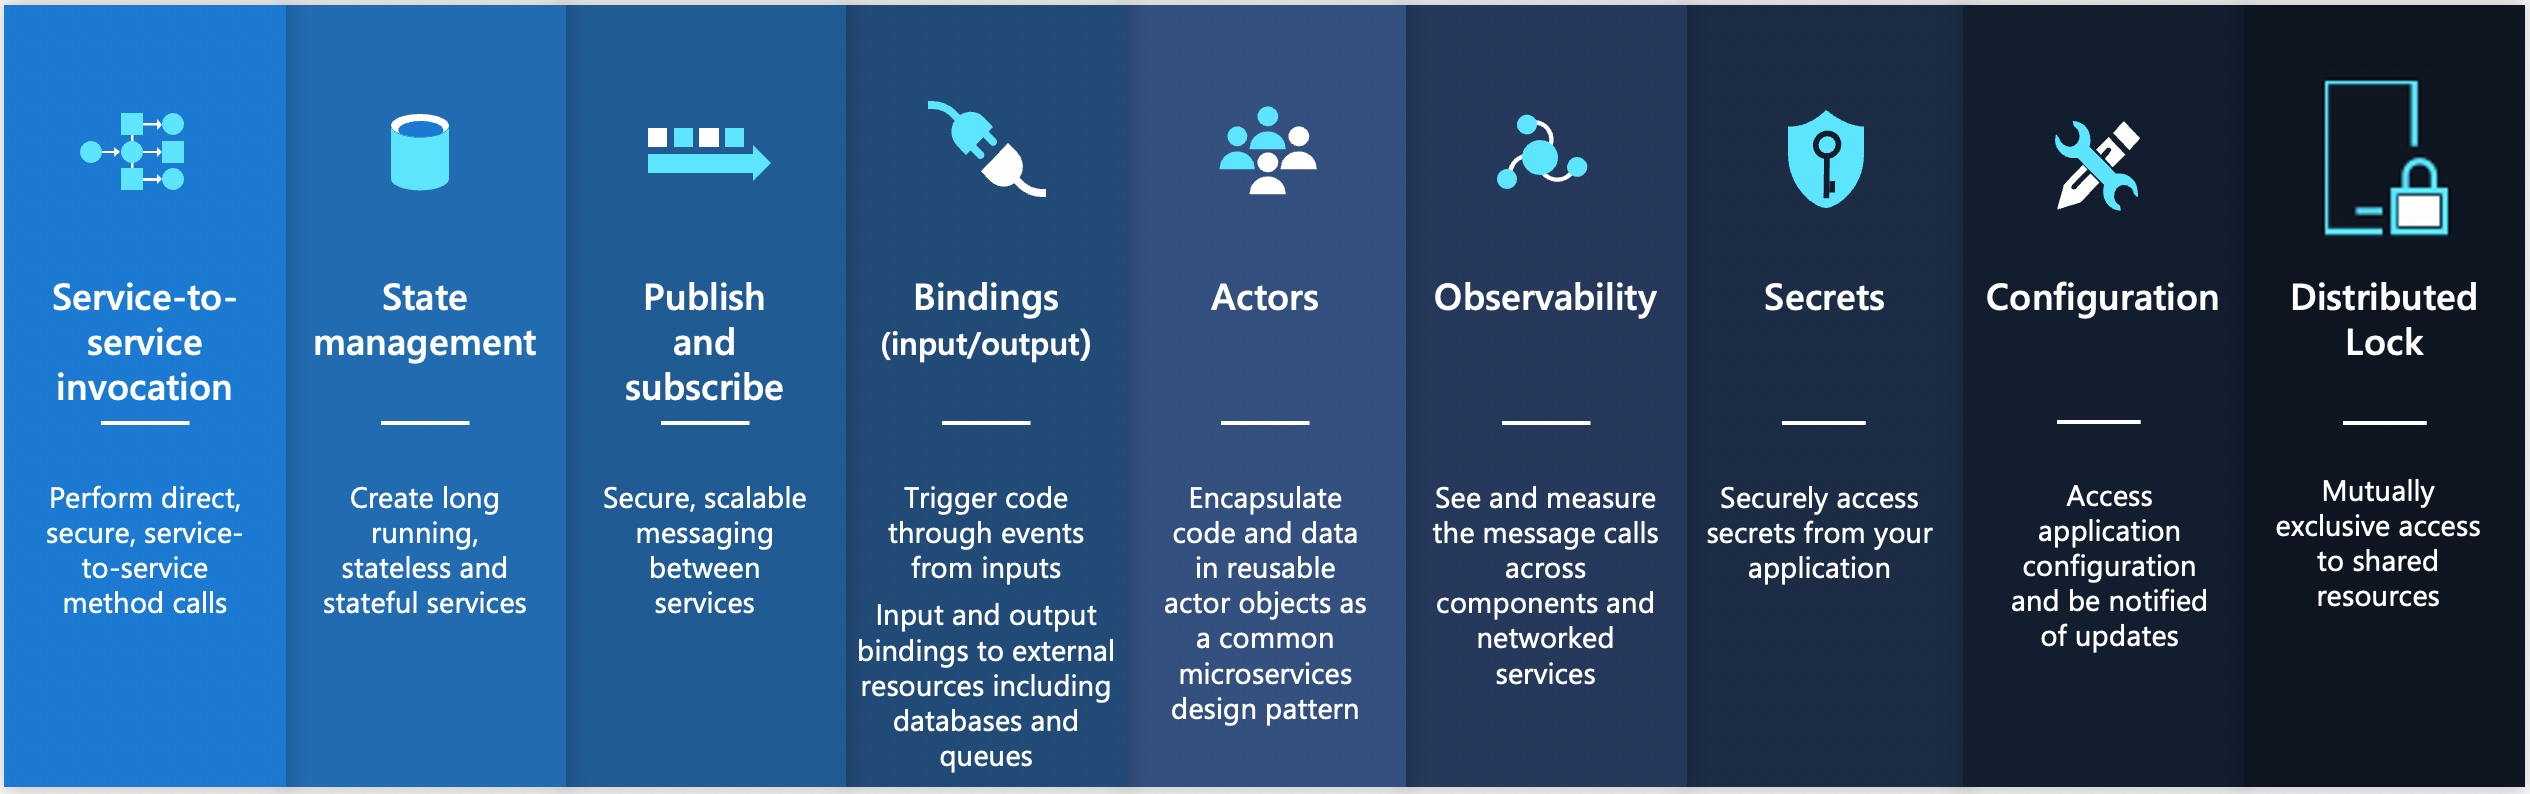 Service-to-
service
invocation
Perform direct,
secure, service-
to-service
method calls
State
management
Create long
running,
stateless and
stateful services
Publish
and
subscribe
Secure, scalable
messaging
between
services
Bindings
(input/output)
Trigger code
through events
from inputs
Input and output
bindings to external
resources including
databases and
queues
Actors
Encapsulate
code and data
in reusable
actor objects as
a common
microservices
design pattern
Observability
See and measure
the message calls
across
components and
networked
services
Secrets
Securely access
secrets from your
application
Configuration
Access
application
configuration
and be notified
of updates
Distributed
Lock
Mutually
exclusive access
to shared
resources